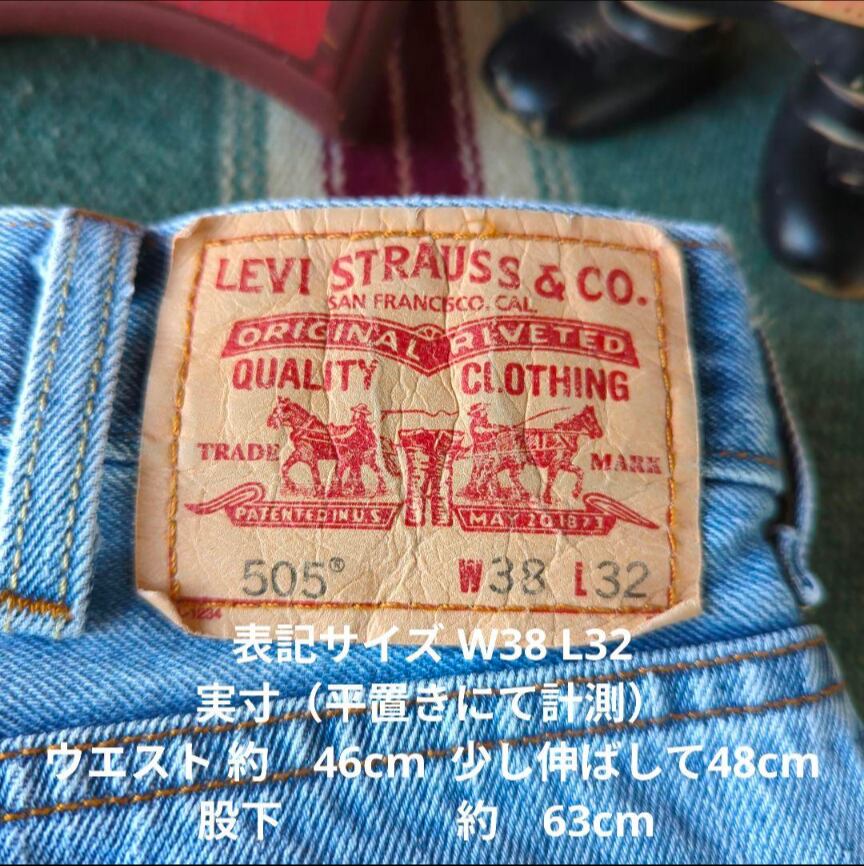 LEVI STRAUSS & CO.
SAN FRANCISCO. CAL.
ORIGINAL RIVETED
QUALITY CLOTHING
TRADE MARK
PATENTED IN U.S. MAY 20 1873
505® W38 L32
1234
表記サイズ W38 L32
実寸（平置きにて計測）
ウエスト 約 46cm 少し伸ばして48cm
股下 約 63cm